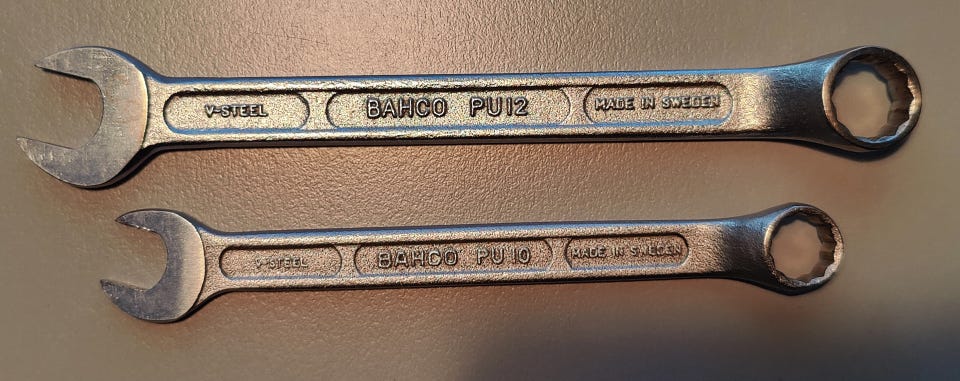 V-STEEL BAHCO PU12 MADE IN SWEDEN
V-STEEL BAHCO PU10 MADE IN SWEDEN